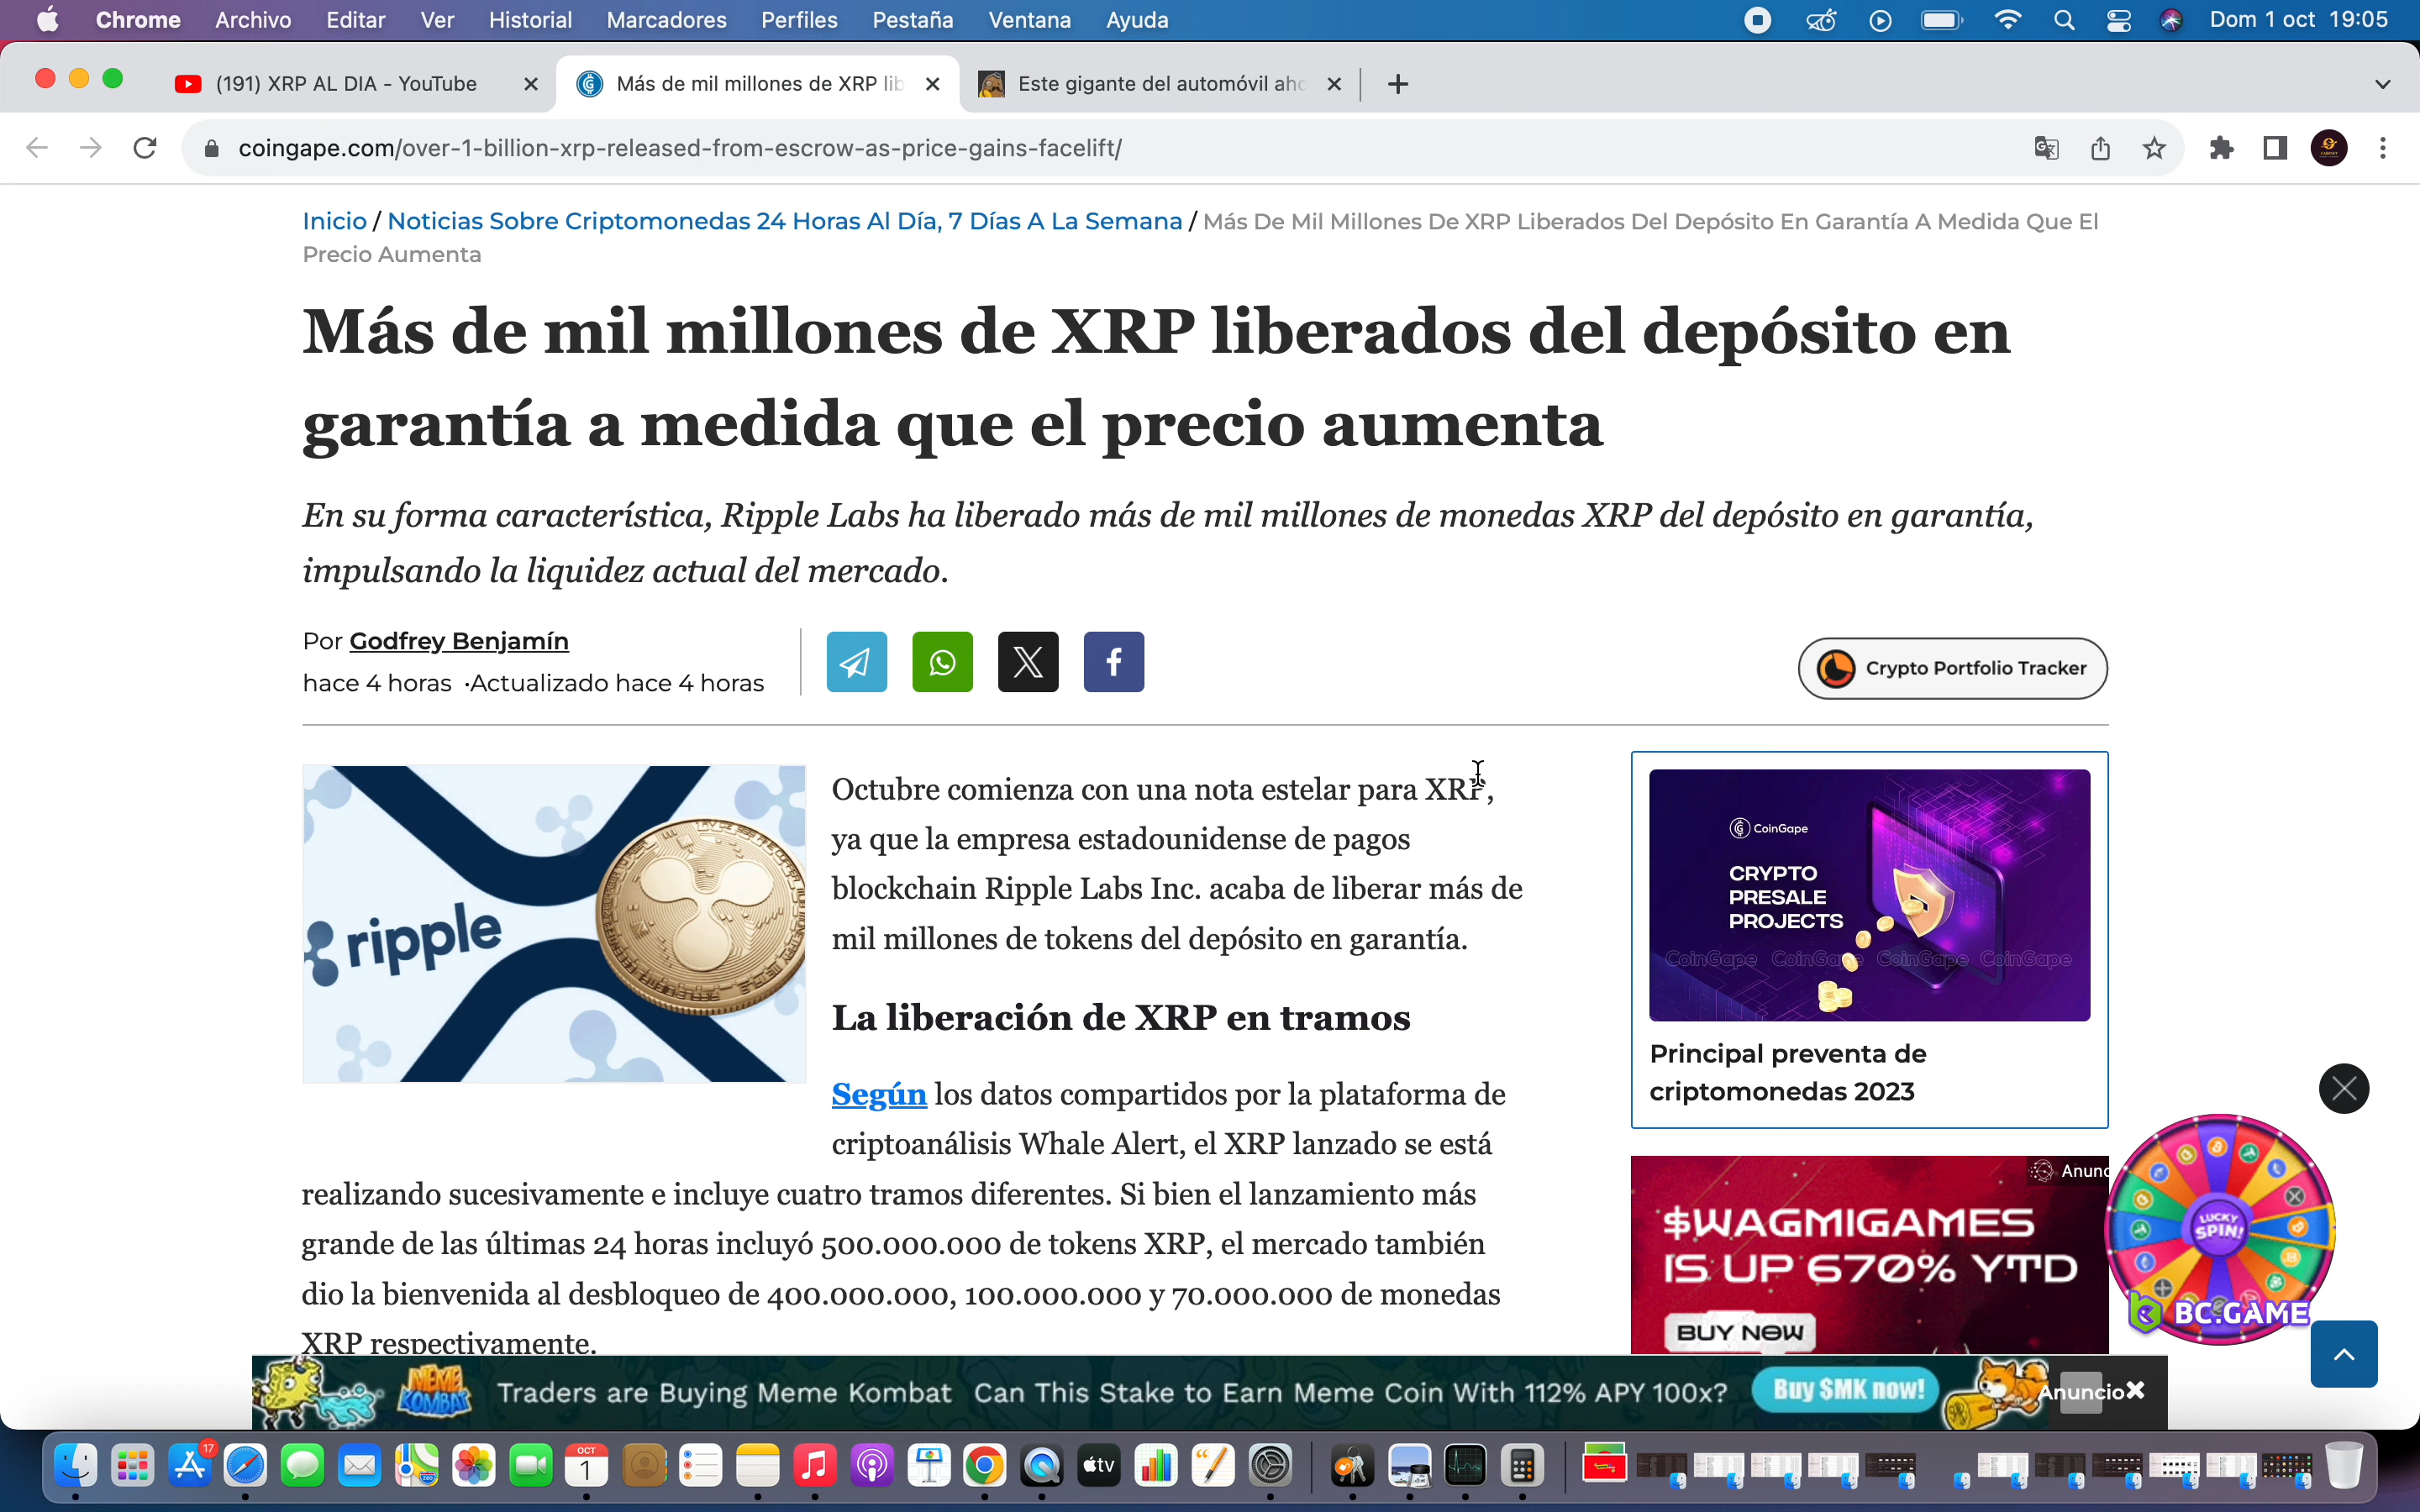 Chrome Archivo Editar Ver Historial Marcadores Perfiles Pestaña Ventana Ayuda Dom 1 oct 19:05
(191) XRP AL DIA - YouTube Más de mil millones de XRP lib Este gigante del automóvil aho
coingape.com/over-1-billion-xrp-released-from-escrow-as-price-gains-facelift/
Inicio / Noticias Sobre Criptomonedas 24 Horas Al Día, 7 Días A La Semana / Más De Mil Millones De XRP Liberados Del Depósito En Garantía A Medida Que El
Precio Aumenta
Más de mil millones de XRP liberados del depósito en
garantía a medida que el precio aumenta
En su forma característica, Ripple Labs ha liberado más de mil millones de monedas XRP del depósito en garantía,
impulsando la liquidez actual del mercado.
Por Godfrey Benjamín
hace 4 horas ·Actualizado hace 4 horas
Crypto Portfolio Tracker
ripple
Octubre comienza con una nota estelar para XRP,
ya que la empresa estadounidense de pagos
blockchain Ripple Labs Inc. acaba de liberar más de
mil millones de tokens del depósito en garantía.
La liberación de XRP en tramos
Según los datos compartidos por la plataforma de
criptoanálisis Whale Alert, el XRP lanzado se está
realizando sucesivamente e incluye cuatro tramos diferentes. Si bien el lanzamiento más
grande de las últimas 24 horas incluyó 500.000.000 de tokens XRP, el mercado también
dio la bienvenida al desbloqueo de 400.000.000, 100.000.000 y 70.000.000 de monedas
XRP respectivamente.
CoinGape
CRYPTO
PRESALE
PROJECTS
CoinGape CoinGape CoinGape CoinGape
Principal preventa de
criptomonedas 2023
Anunc
$WAGMIGAMES
IS UP 670% YTD
BUY NOW
LUCKY
SPIN!
BC.GAME
MEME
KOMBAT
Traders are Buying Meme Kombat Can This Stake to Earn Meme Coin With 112% APY 100x?
Buy $MK now!
Anuncio
17
OCT
1
tv